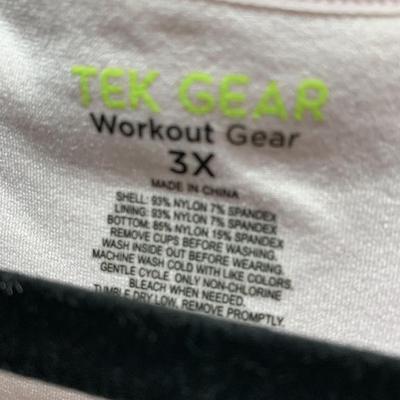 TEK GEAR
Workout Gear
3X
MADE IN CHINA
SHELL: 93% NYLON 7% SPANDEX
LINING: 93% NYLON 7% SPANDEX
BOTTOM: 85% NYLON 15% SPANDEX
REMOVE CUPS BEFORE WASHING.
WASH INSIDE OUT BEFORE WEARING.
MACHINE WASH COLD WITH LIKE COLORS.
GENTLE CYCLE. ONLY NON-CHLORINE
BLEACH WHEN NEEDED.
TUMBLE DRY LOW. REMOVE PROMPTLY.